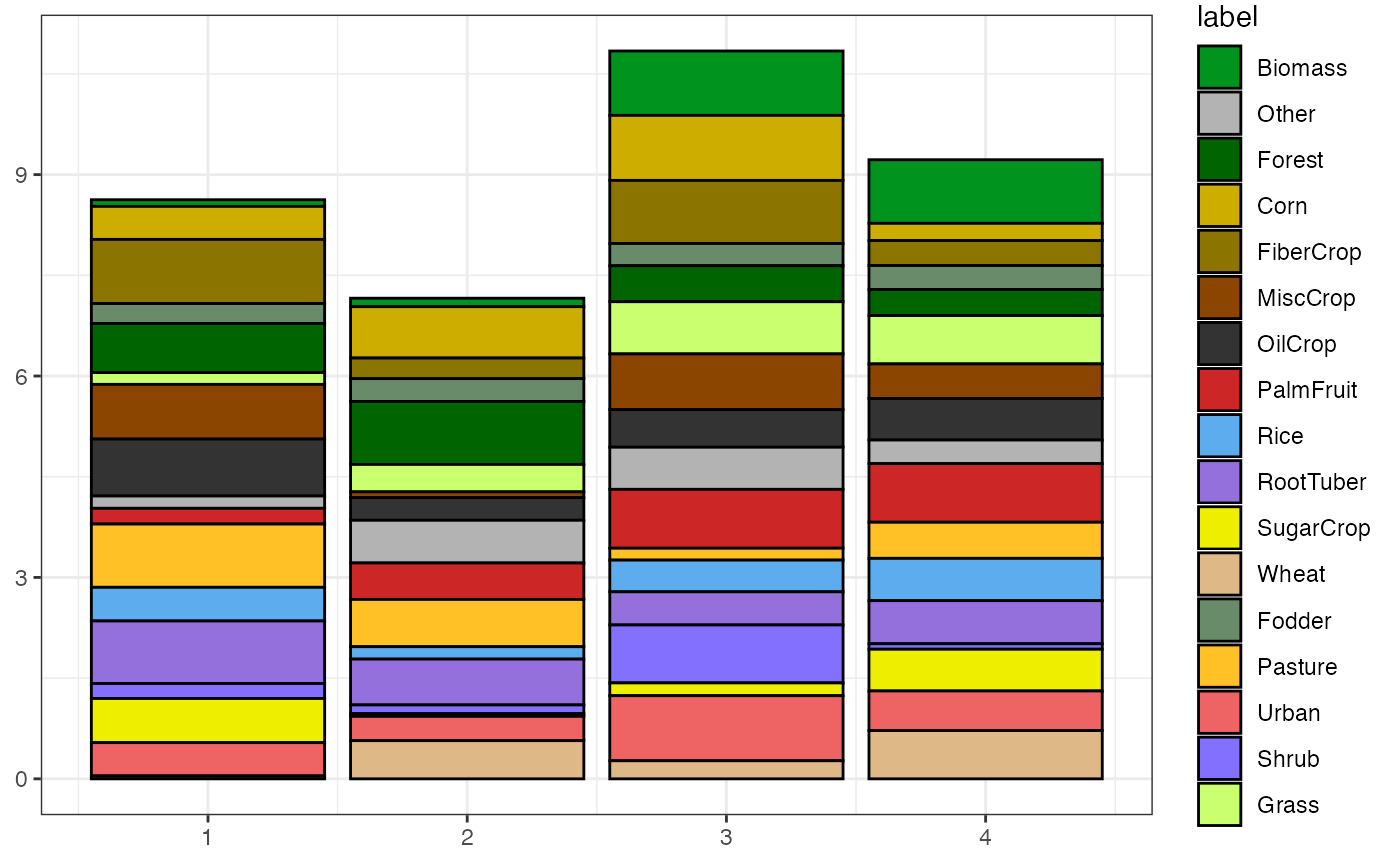 label
Biomass
Other
Forest
Corn
FiberCrop
MiscCrop
OilCrop
PalmFruit
Rice
RootTuber
SugarCrop
Wheat
Fodder
Pasture
Urban
Shrub
Grass
9
6
3
0
1 2 3 4